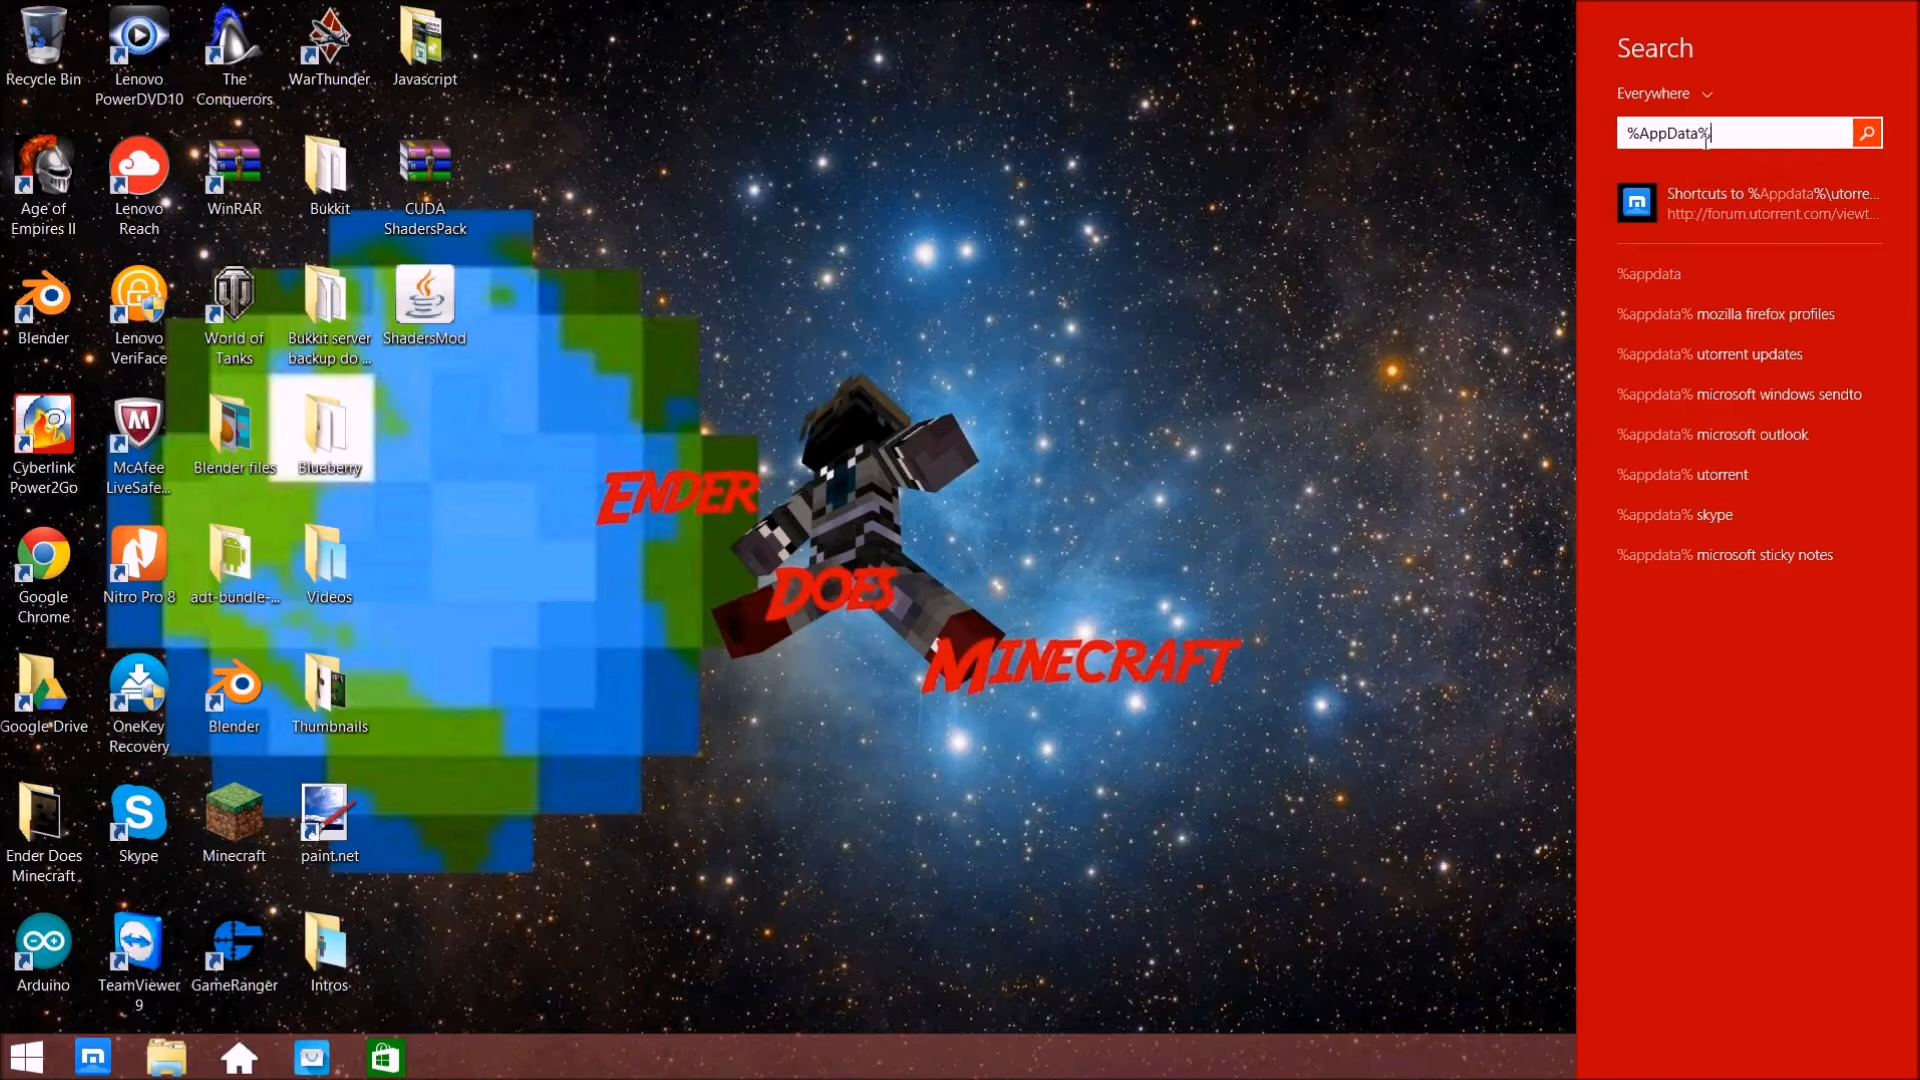 Recycle Bin
Lenovo
PowerDVD10
The
Conquerors
WarThunder
Javascript
Age of
Empires II
Lenovo
Reach
WinRAR
Bukkit
CUDA
ShadersPack
Blender
Lenovo
VeriFace
World of
Tanks
Bukkit server
backup do ...
ShadersMod
Cyberlink
Power2Go
McAfee
LiveSafe...
Blender files
Blueberry
Google
Chrome
Nitro Pro 8
adt-bundle-...
Videos
Google Drive
OneKey
Recovery
Blender
Thumbnails
Ender Does
Minecraft
Skype
Minecraft
paint.net
Arduino
TeamViewer
9
GameRanger
Intros
ENDER
DOES
MINECRAFT
Search
Everywhere
%AppData%
Shortcuts to %Appdata%\utorre...
http://forum.utorrent.com/viewt...
%appdata
%appdata% mozilla firefox profiles
%appdata% utorrent updates
%appdata% microsoft windows sendto
%appdata% microsoft outlook
%appdata% utorrent
%appdata% skype
%appdata% microsoft sticky notes